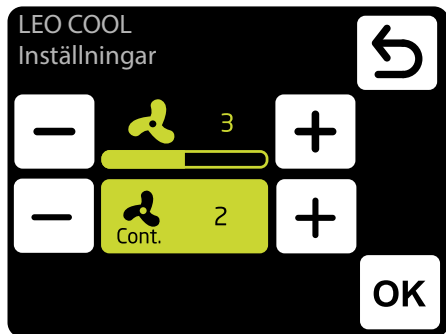 LEO COOL
Inställningar
− 3 +
− Cont. 2 +
OK